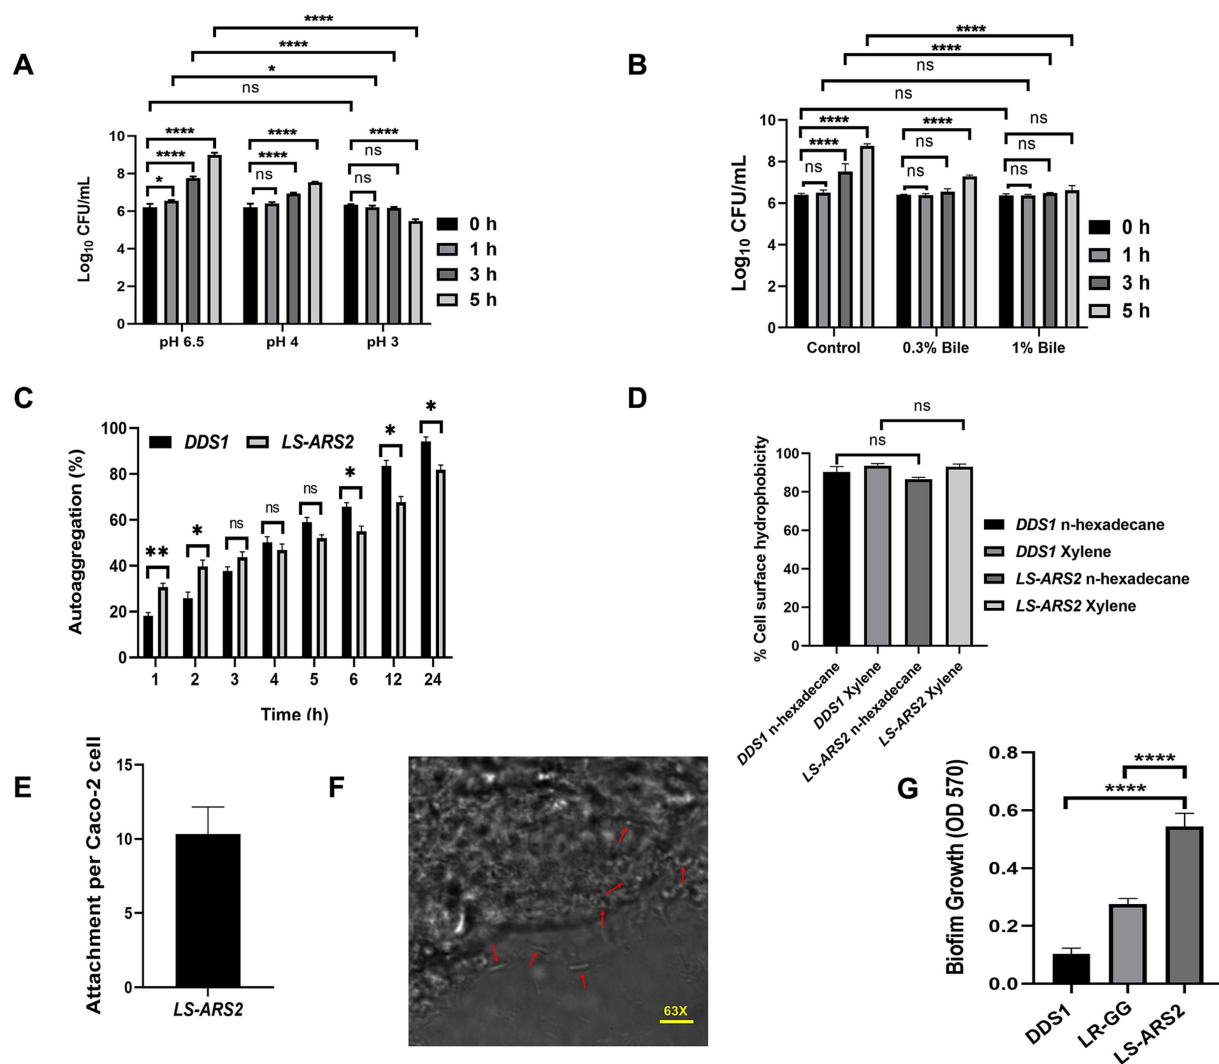 A
****
****
*
ns
****
****
*
****
****
ns
****
ns
ns
Log10 CFU/mL
10
8
6
4
2
0
pH 6.5
pH 4
pH 3
0 h
1 h
3 h
5 h
B
****
****
ns
ns
****
****
ns
****
ns
ns
ns
ns
ns
Log10 CFU/mL
10
8
6
4
2
0
Control
0.3% Bile
1% Bile
0 h
1 h
3 h
5 h
C
DDS1
LS-ARS2
**
*
ns
ns
ns
*
*
*
Autoaggregation (%)
100
80
60
40
20
0
1
2
3
4
5
6
12
24
Time (h)
D
ns
ns
% Cell surface hydrophobicity
100
80
60
40
20
0
DDS1 n-hexadecane
DDS1 Xylene
LS-ARS2 n-hexadecane
LS-ARS2 Xylene
DDS1 n-hexadecane
DDS1 Xylene
LS-ARS2 n-hexadecane
LS-ARS2 Xylene
E
Attachment per Caco-2 cell
15
10
5
0
LS-ARS2
F
63X
G
****
****
Biofim Growth (OD 570)
0.8
0.6
0.4
0.2
0.0
DDS1
LR-GG
LS-ARS2